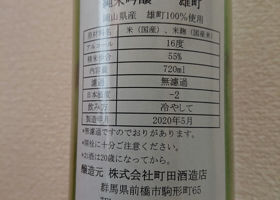 純米吟醸 雄町
岡山県産 雄町100%使用
原材料名 米(国産)、米麹(国産米)
アルコール 16度
精米歩合 55%
内容量 720ml
濾過 無濾過
日本酒度 -2
飲み方 冷やして
製造年月 2020年5月
*無濾過ですのでおりがあります。
*開栓に十分ご注意ください。
*お酒は20歳になってから。
醸造元 株式会社町田酒造店
群馬県前橋市駒形町65